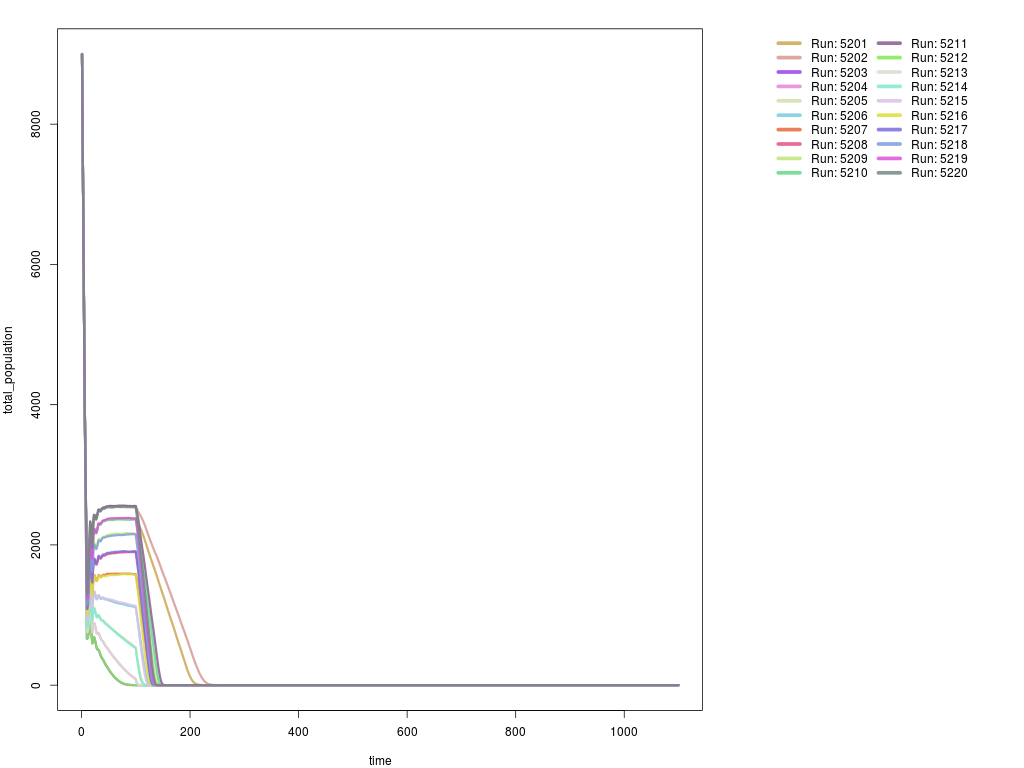 total_population
8000
6000
4000
2000
0
0 200 400 600 800 1000
time
Run: 5201 Run: 5211
Run: 5202 Run: 5212
Run: 5203 Run: 5213
Run: 5204 Run: 5214
Run: 5205 Run: 5215
Run: 5206 Run: 5216
Run: 5207 Run: 5217
Run: 5208 Run: 5218
Run: 5209 Run: 5219
Run: 5210 Run: 5220